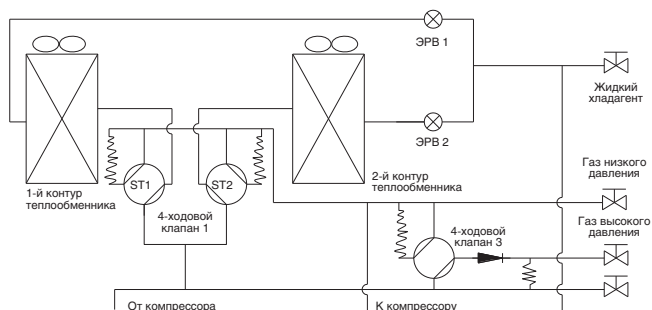 ЭРВ 1
Жидкий
хладагент
ЭРВ 2
ST1
ST2
1-й контур
теплообменника
4-ходовой
клапан 1
2-й контур
теплообменника
Газ низкого
давления
4-ходовой
клапан 3
Газ высокого
давления
От компрессора
К компрессору